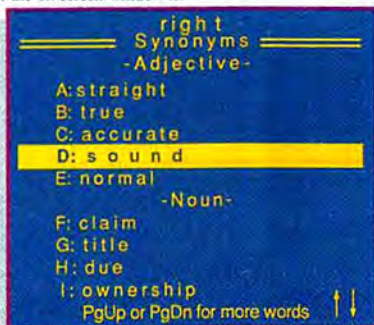 right
Synonyms
-Adjective-
A: straight
B: true
C: accurate
D: sound
E: normal
-Noun-
F: claim
G: title
H: due
I: ownership
PgUp or PgDn for more words ↑↓